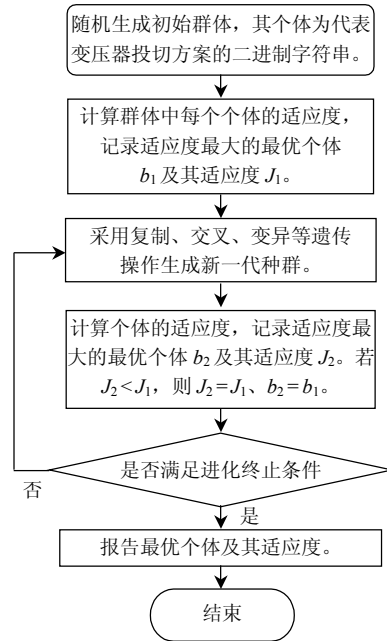 随机生成初始群体，其个体为代表
变压器投切方案的二进制字符串。
计算群体中每个个体的适应度，
记录适应度最大的最优个体
b₁及其适应度 J₁。
采用复制、交叉、变异等遗传
操作生成新一代种群。
计算个体的适应度，记录适应度最
大的最优个体 b₂及其适应度 J₂。若
J₂<J₁，则 J₂=J₁、b₂=b₁。
是否满足进化终止条件
否
是
报告最优个体及其适应度。
结束